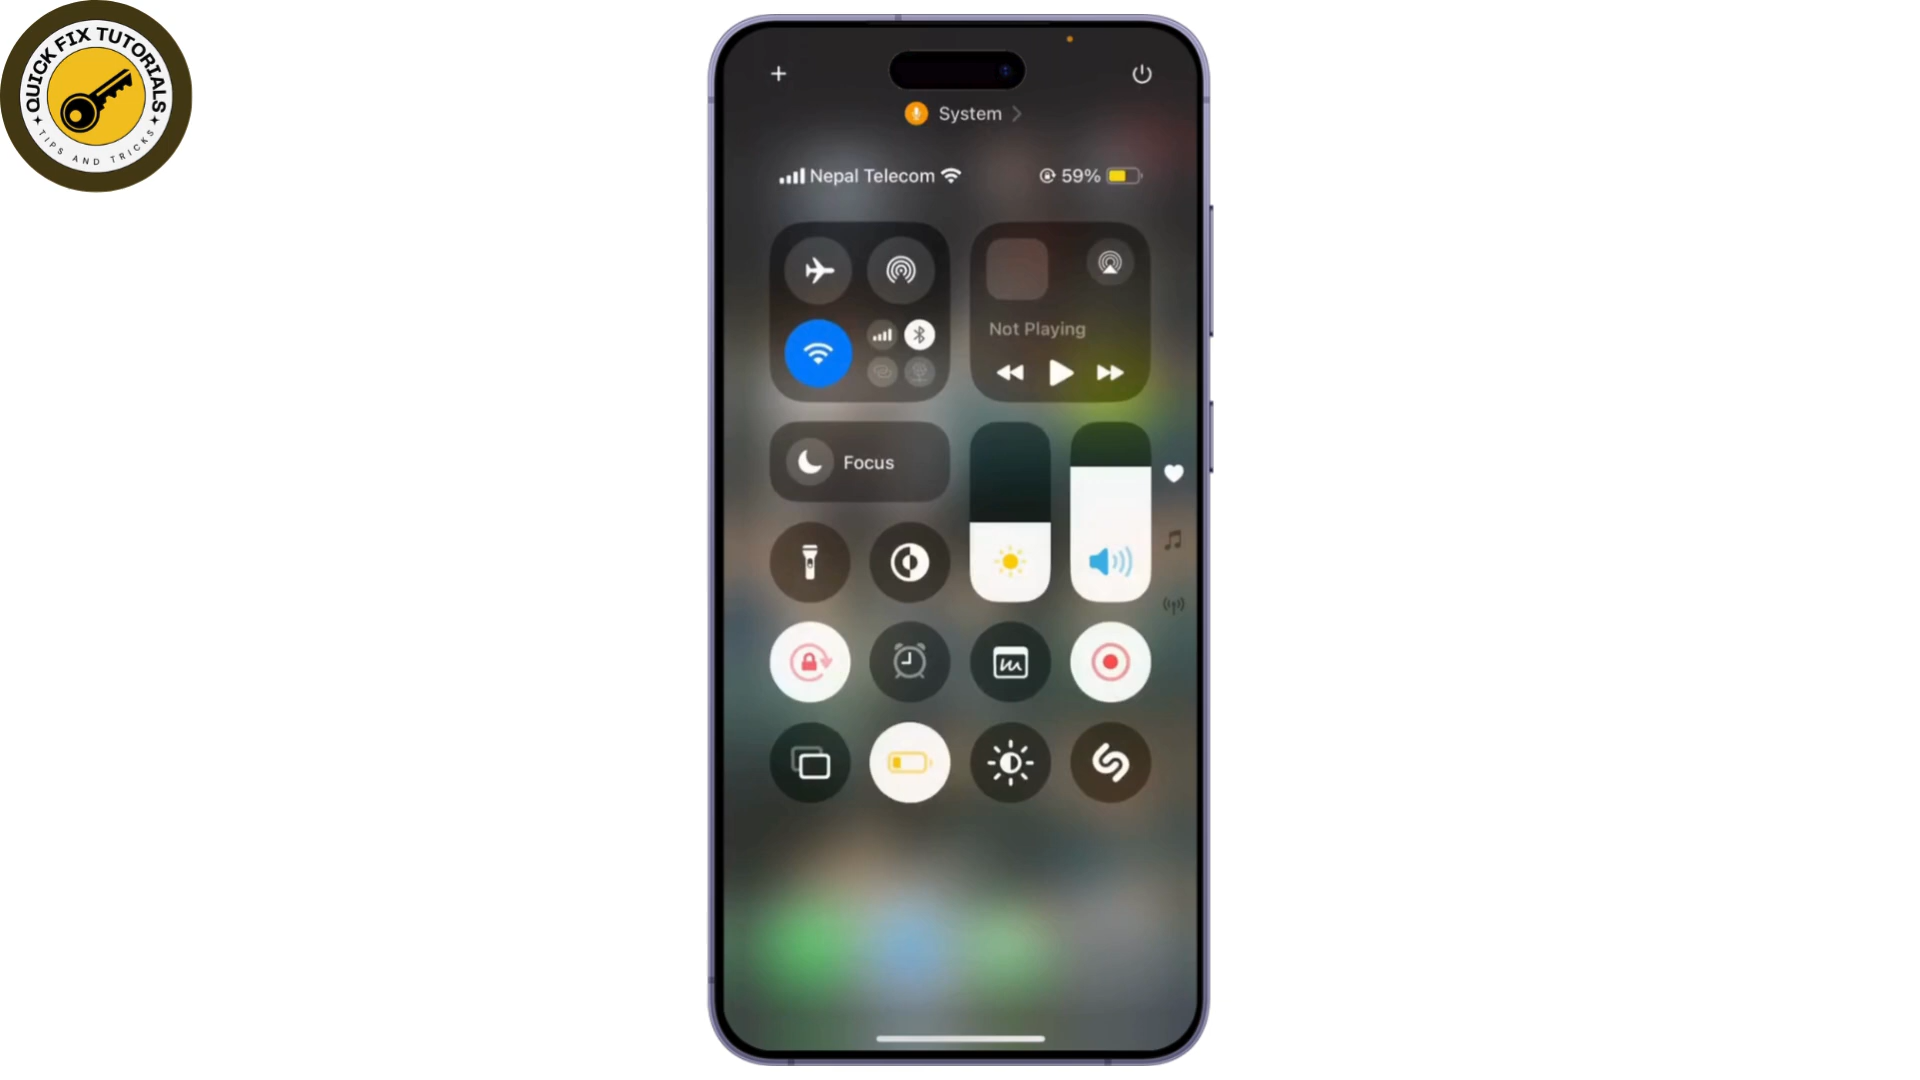 QUICK FIX TUTORIALS
TIPS AND TRICKS
System
Nepal Telecom
59%
Not Playing
Focus